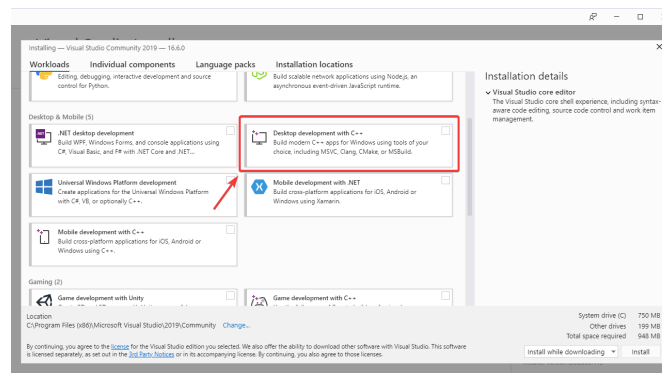 Installing — Visual Studio Community 2019 — 16.6.0
Workloads Individual components Language packs Installation locations
Editing, debugging, interactive development and source
control for Python.
Build scalable network applications using Node.js, an
asynchronous event-driven JavaScript runtime.
Desktop & Mobile (5)
.NET desktop development
Build WPF, Windows Forms, and console applications using
C#, Visual Basic, and F# with .NET Core and .NET...
Desktop development with C++
Build modern C++ apps for Windows using tools of your
choice, including MSVC, Clang, CMake, or MSBuild.
Universal Windows Platform development
Create applications for the Universal Windows Platform
with C#, VB, or optionally C++.
Mobile development with .NET
Build cross-platform applications for iOS, Android or
Windows using Xamarin.
Mobile development with C++
Build cross-platform applications for iOS, Android or
Windows using C++.
Gaming (2)
Game development with Unity
Game development with C++
Installation details
Visual Studio core editor
The Visual Studio core shell experience, including syntax-
aware code editing, source code control and work item
management.
Location
C:\Program Files (x86)\Microsoft Visual Studio\2019\Community Change...
By continuing, you agree to the license for the Visual Studio edition you selected. We also offer the ability to download other software with Visual Studio. This software
is licensed separately, as set out in the 3rd Party Notices or in its accompanying license. By continuing, you also agree to those licenses.
System drive (C) 750 MB
Other drives 199 MB
Total space required 948 MB
Install while downloading Install